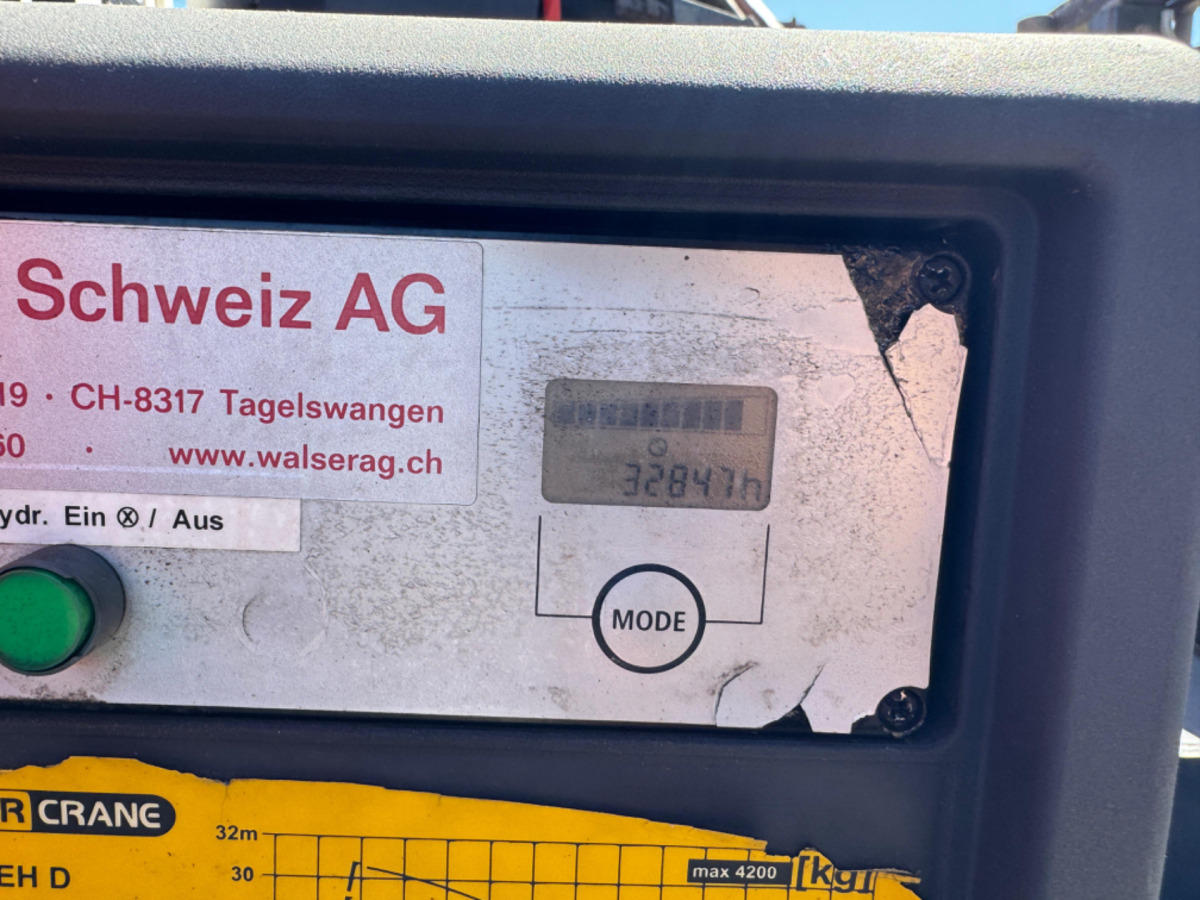 Schweiz AG
19 · CH-8317 Tagelswangen
60 · www.walserag.ch
ydr. Ein ⓧ / Aus
32847h
MODE
R CRANE
32m
EH D
30
max 4200 [kg]